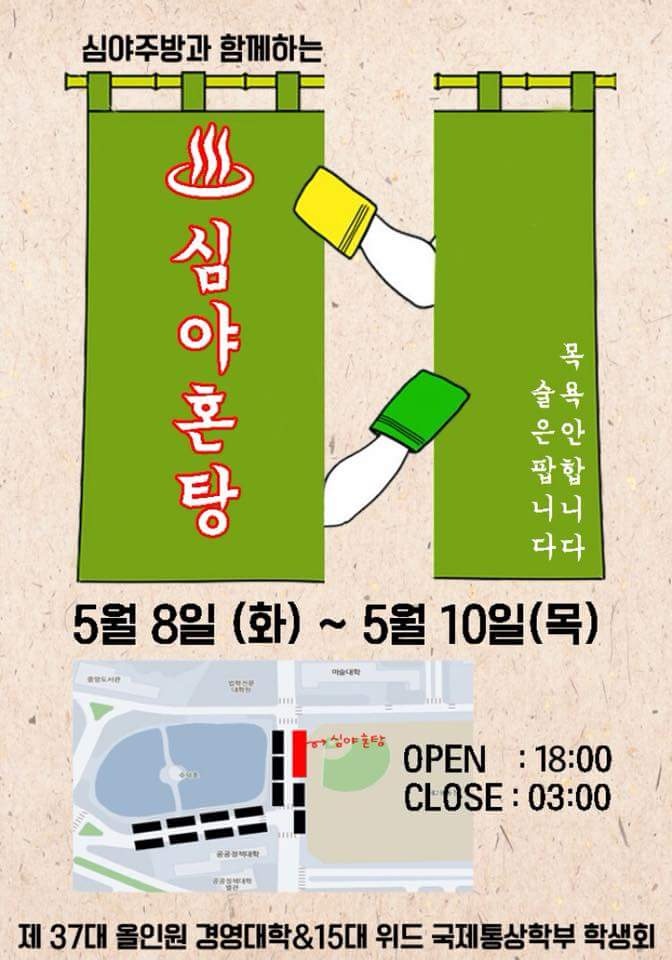 심야주방과 함께하는
심야혼탕
목욕안합니다
술은팝니다
5월 8일 (화) ~ 5월 10일(목)
중앙도서관
법학전문
대학원
미술대학
심야혼탕
공공정책대학
공공정책대학
별관
OPEN : 18:00
CLOSE : 03:00
제 37대 올인원 경영대학&15대 위드 국제통상학부 학생회